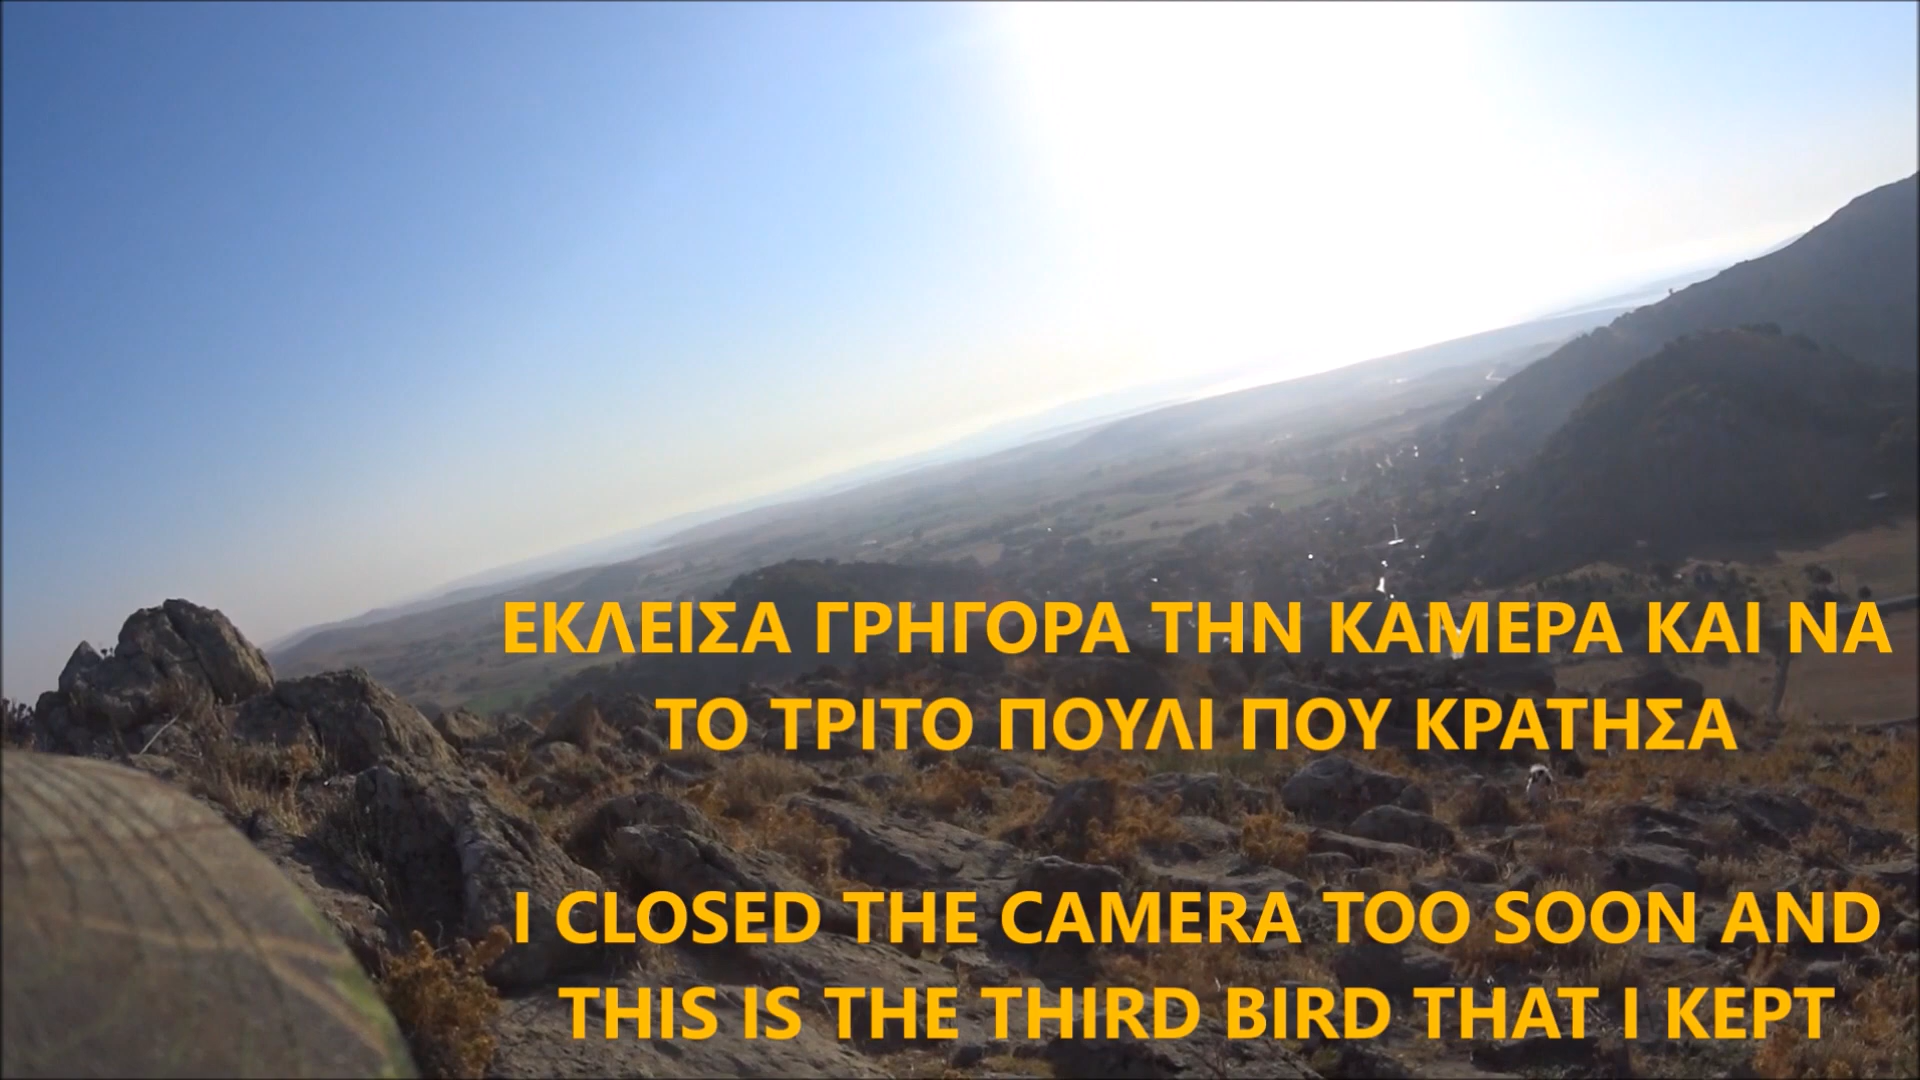 ΕΚΛΕΙΣΑ ΓΡΗΓΟΡΑ ΤΗΝ ΚΑΜΕΡΑ ΚΑΙ ΝΑ
ΤΟ ΤΡΙΤΟ ΠΟΥΛΙ ΠΟΥ ΚΡΑΤΗΣΑ
I CLOSED THE CAMERA TOO SOON AND
THIS IS THE THIRD BIRD THAT I KEPT